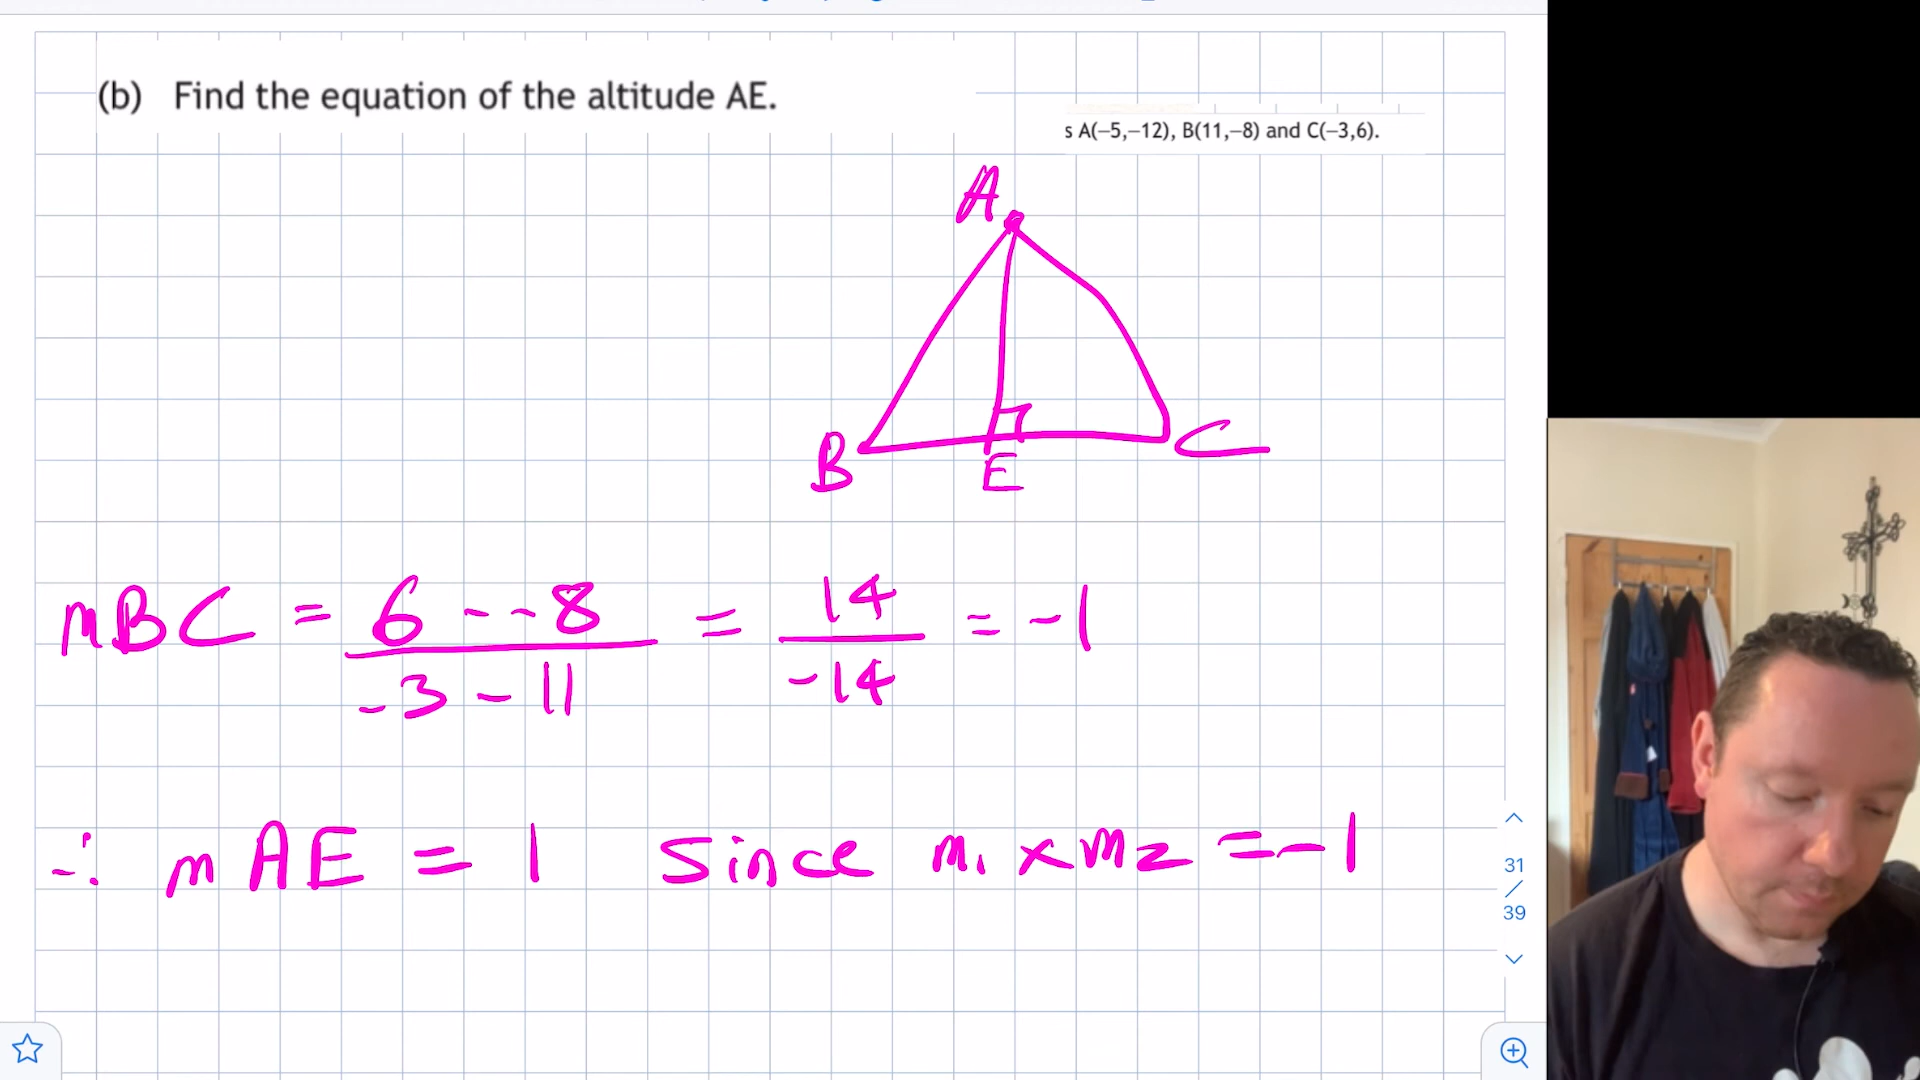 (b) Find the equation of the altitude AE.
s A(–5,–12), B(11,–8) and C(–3,6).
A
B
E
C
mBC = 6 - -8 / -3 - 11 = 14 / -14 = -1
∴ mAE = 1 since m₁ × m₂ = -1
31
/
39